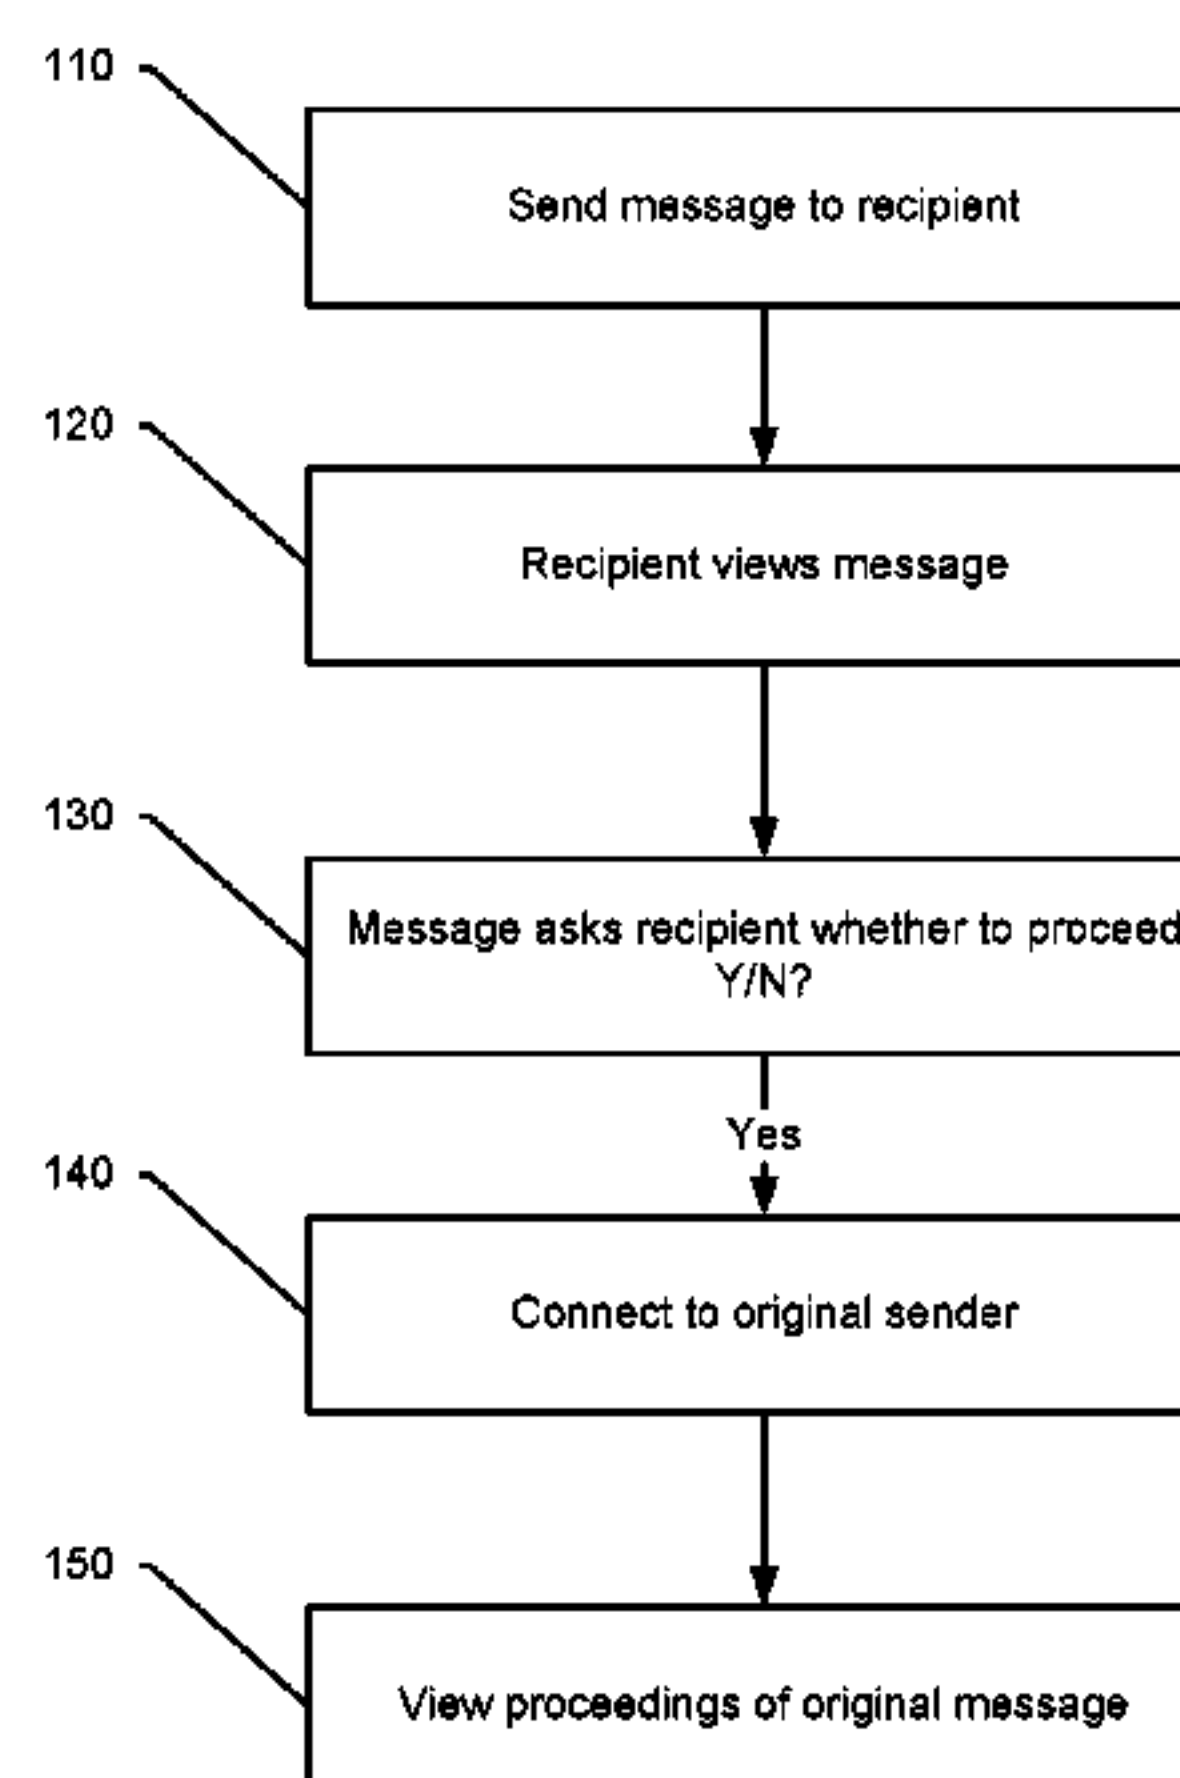 110
Send message to recipient
120
Recipient views message
130
Message asks recipient whether to proceed
Y/N?
Yes
140
Connect to original sender
150
View proceedings of original message